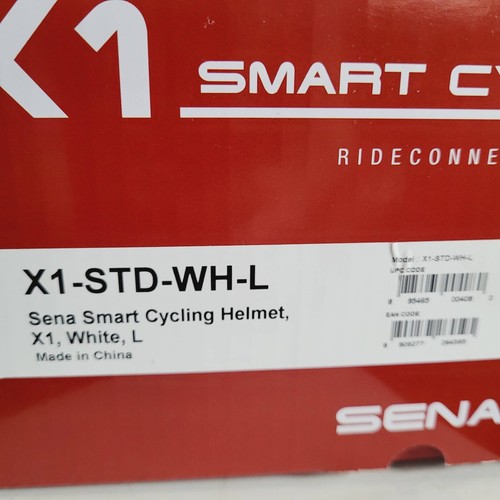 X1
SMART CY
RIDECONNE
X1-STD-WH-L
Sena Smart Cycling Helmet,
X1, White, L
Made in China
Model : X1-STD-WH-L
UPC CODE
EAN CODE
SENA